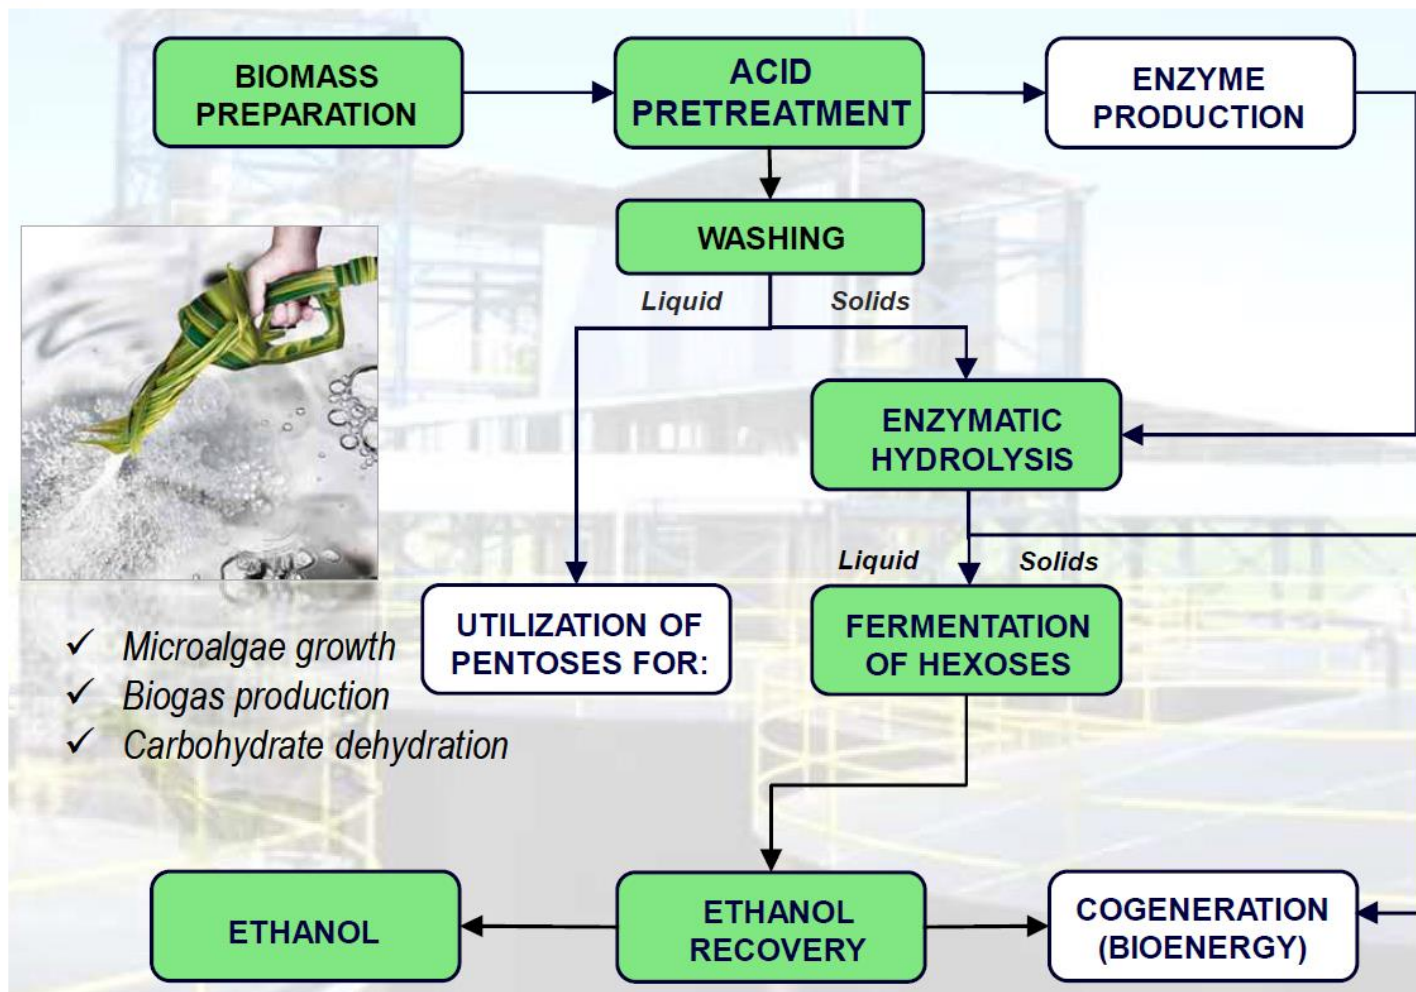 BIOMASS
PREPARATION
ACID
PRETREATMENT
ENZYME
PRODUCTION
WASHING
Liquid
Solids
ENZYMATIC
HYDROLYSIS
Liquid
Solids
UTILIZATION OF
PENTOSES FOR:
FERMENTATION
OF HEXOSES
✓ Microalgae growth
✓ Biogas production
✓ Carbohydrate dehydration
ETHANOL
ETHANOL
RECOVERY
COGENERATION
(BIOENERGY)